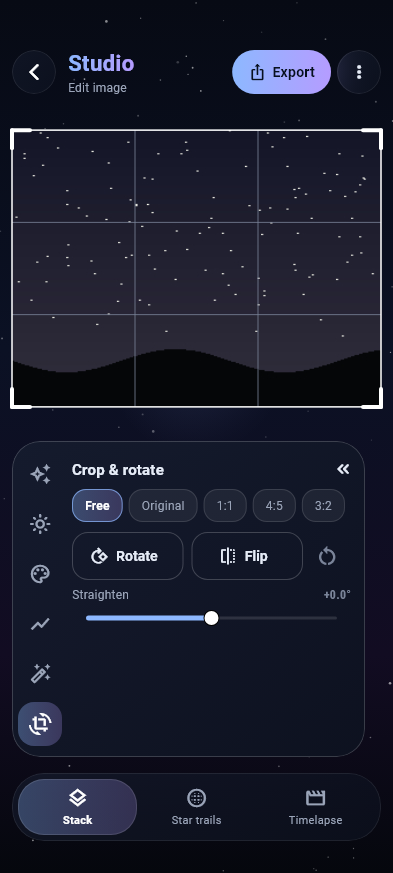 Studio
Edit image
Export
Crop & rotate
Free
Original
1:1
4:5
3:2
Rotate
Flip
Straighten
+0.0°
Stack
Star trails
Timelapse